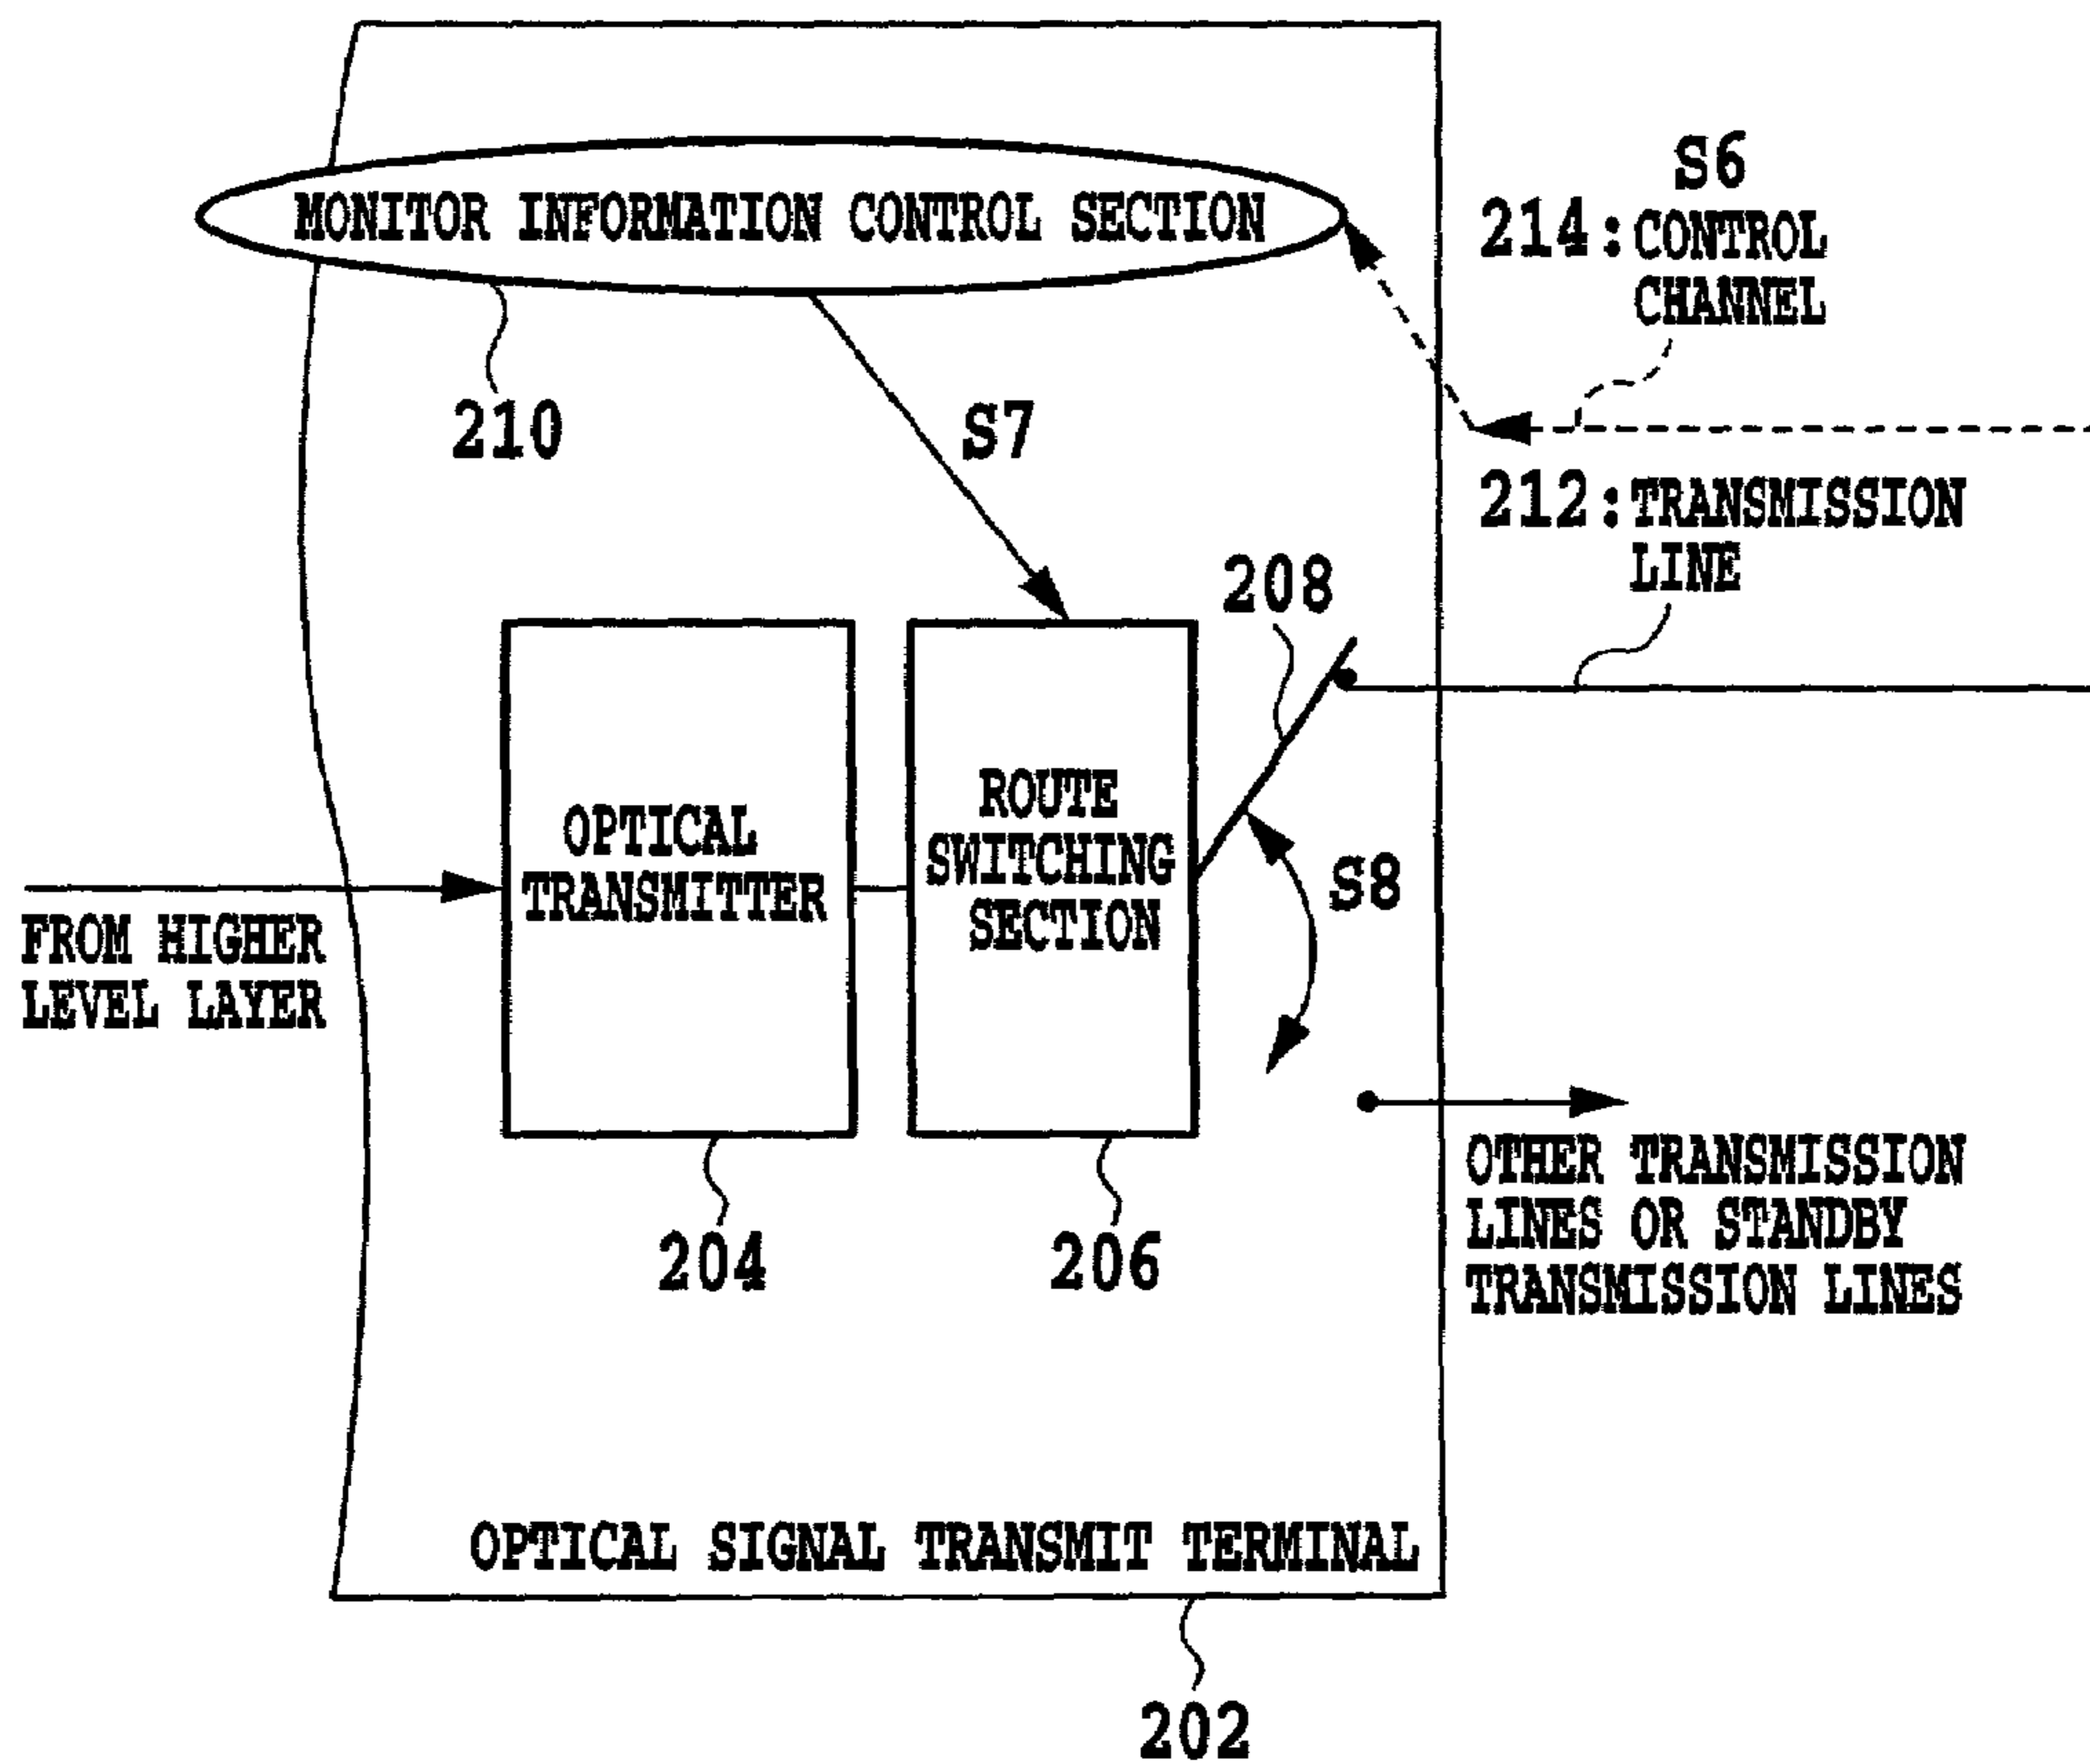 MONITOR INFORMATION CONTROL SECTION
210
S7
S6
214:CONTROL
CHANNEL
212:TRANSMISSION
LINE
208
OPTICAL
TRANSMITTER
ROUTE
SWITCHING
SECTION
S8
FROM HIGHER
LEVEL LAYER
204
206
OTHER TRANSMISSION
LINES OR STANDBY
TRANSMISSION LINES
OPTICAL SIGNAL TRANSMIT TERMINAL
202